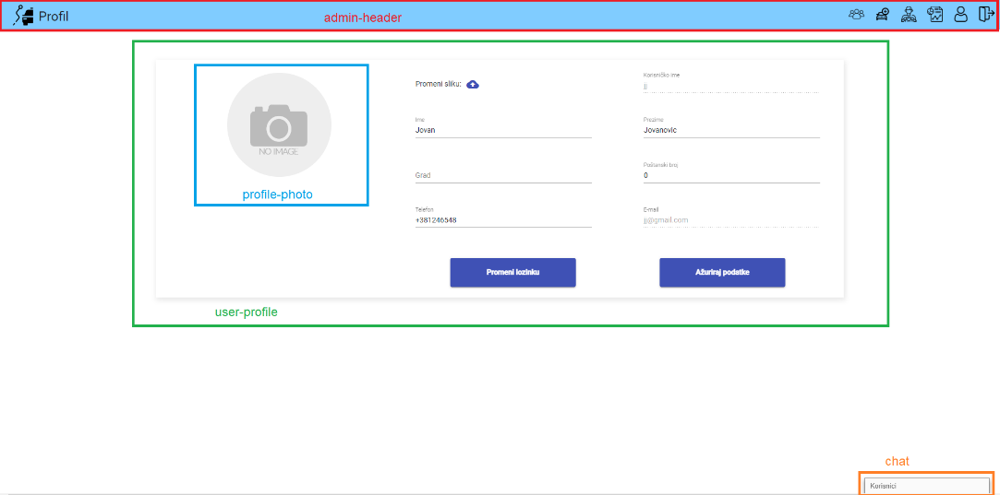 Profil
admin-header
Promeni sliku:
Korisničko ime
jj
NO IMAGE
Ime
Jovan
Prezime
Jovanovic
profile-photo
Grad
Poštanski broj
0
Telefon
+381246548
E-mail
jj@gmail.com
Promeni lozinku
Ažuriraj podatke
user-profile
chat
Korisnici